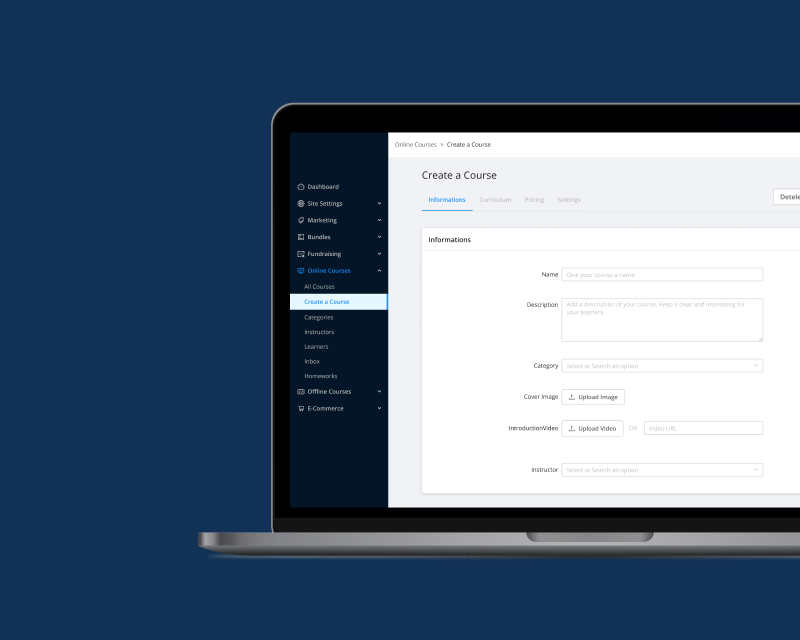 Online Courses > Create a Course
Dashboard
Site Settings
Marketing
Bundles
Fundraising
Online Courses
All Courses
Create a Course
Categories
Instructors
Learners
Inbox
Homeworks
Offline Courses
E-Commerce
Create a Course
Informations Curriculum Pricing Settings
Detele
Informations
Name Give your course a name
Description Add a description of your course. Keep it clear and interesting for
your learners.
Category Select or Search an option
Cover Image Upload Image
IntroductionVideo Upload Video OR Video URL
Instructor Select or Search an option